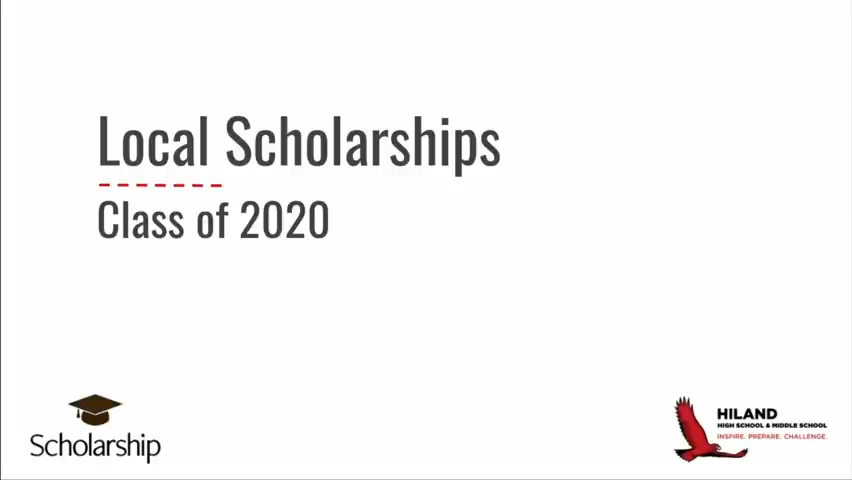 Local Scholarships
Class of 2020
Scholarship
HILAND
HIGH SCHOOL & MIDDLE SCHOOL
INSPIRE. PREPARE. CHALLENGE.